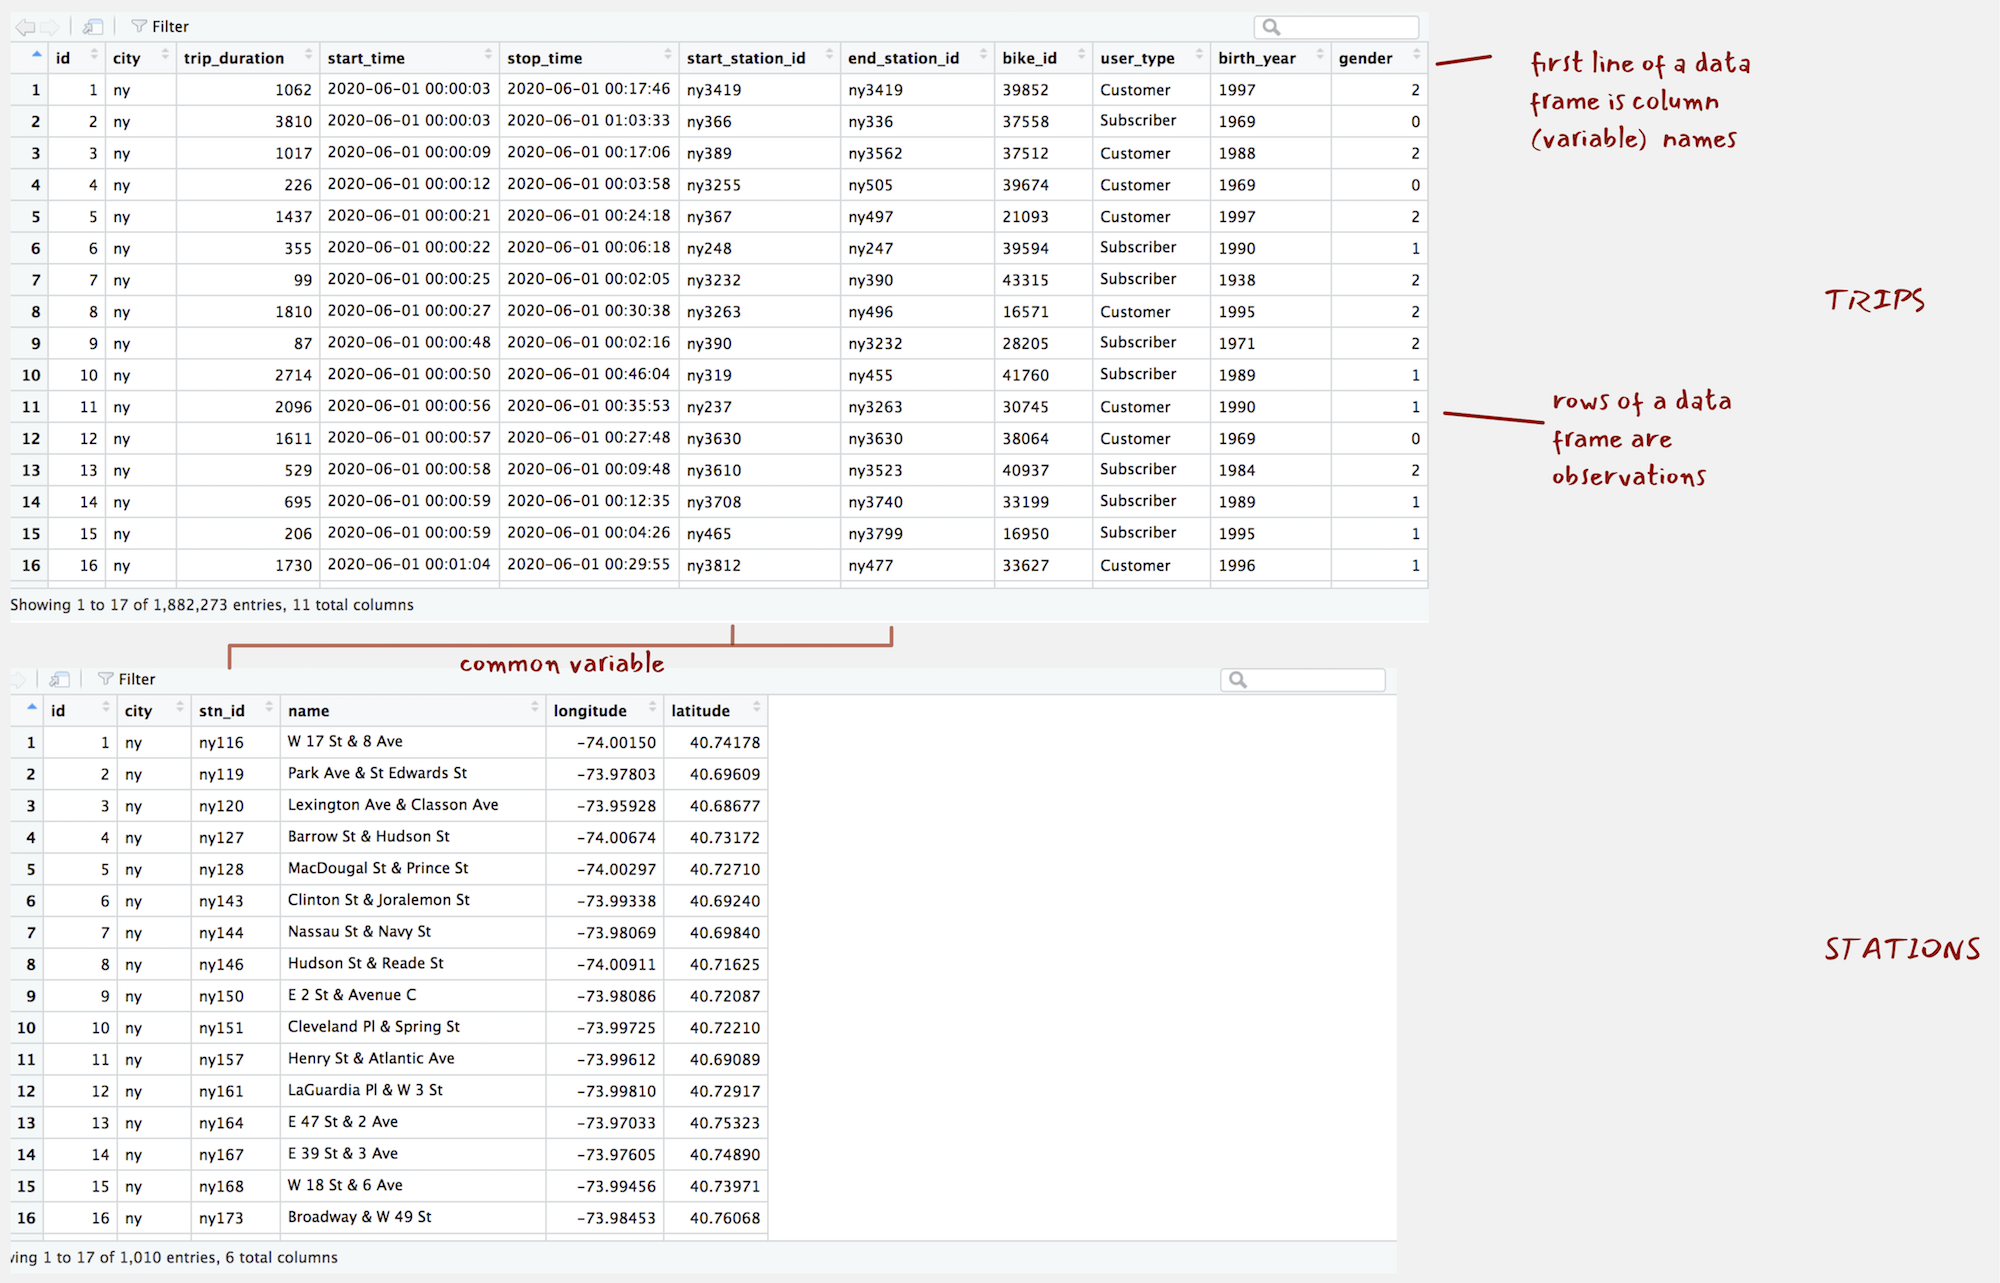 Filter
id city trip_duration start_time stop_time start_station_id end_station_id bike_id user_type birth_year gender
1 1 ny 1062 2020-06-01 00:00:03 2020-06-01 00:17:46 ny3419 ny3419 39852 Customer 1997 2
2 2 ny 3810 2020-06-01 00:00:03 2020-06-01 01:03:33 ny366 ny336 37558 Subscriber 1969 0
3 3 ny 1017 2020-06-01 00:00:09 2020-06-01 00:17:06 ny389 ny3562 37512 Customer 1988 2
4 4 ny 226 2020-06-01 00:00:12 2020-06-01 00:03:58 ny3255 ny505 39674 Customer 1969 0
5 5 ny 1437 2020-06-01 00:00:21 2020-06-01 00:24:18 ny367 ny497 21093 Customer 1997 2
6 6 ny 355 2020-06-01 00:00:22 2020-06-01 00:06:18 ny248 ny247 39594 Subscriber 1990 1
7 7 ny 99 2020-06-01 00:00:25 2020-06-01 00:02:05 ny3232 ny390 43315 Subscriber 1938 2
8 8 ny 1810 2020-06-01 00:00:27 2020-06-01 00:30:38 ny3263 ny496 16571 Customer 1995 2
9 9 ny 87 2020-06-01 00:00:48 2020-06-01 00:02:16 ny390 ny3232 28205 Subscriber 1971 2
10 10 ny 2714 2020-06-01 00:00:50 2020-06-01 00:46:04 ny319 ny455 41760 Subscriber 1989 1
11 11 ny 2096 2020-06-01 00:00:56 2020-06-01 00:35:53 ny237 ny3263 30745 Customer 1990 1
12 12 ny 1611 2020-06-01 00:00:57 2020-06-01 00:27:48 ny3630 ny3630 38064 Customer 1969 0
13 13 ny 529 2020-06-01 00:00:58 2020-06-01 00:09:48 ny3610 ny3523 40937 Subscriber 1984 2
14 14 ny 695 2020-06-01 00:00:59 2020-06-01 00:12:35 ny3708 ny3740 33199 Subscriber 1989 1
15 15 ny 206 2020-06-01 00:00:59 2020-06-01 00:04:26 ny465 ny3799 16950 Subscriber 1995 1
16 16 ny 1730 2020-06-01 00:01:04 2020-06-01 00:29:55 ny3812 ny477 33627 Customer 1996 1
Showing 1 to 17 of 1,882,273 entries, 11 total columns
first line of a data
frame is column
(variable) names
TRIPS
rows of a data
frame are
observations
common variable
Filter
id city stn_id name longitude latitude
1 1 ny ny116 W 17 St & 8 Ave -74.00150 40.74178
2 2 ny ny119 Park Ave & St Edwards St -73.97803 40.69609
3 3 ny ny120 Lexington Ave & Classon Ave -73.95928 40.68677
4 4 ny ny127 Barrow St & Hudson St -74.00674 40.73172
5 5 ny ny128 MacDougal St & Prince St -74.00297 40.72710
6 6 ny ny143 Clinton St & Joralemon St -73.99338 40.69240
7 7 ny ny144 Nassau St & Navy St -73.98069 40.69840
8 8 ny ny146 Hudson St & Reade St -74.00911 40.71625
9 9 ny ny150 E 2 St & Avenue C -73.98086 40.72087
10 10 ny ny151 Cleveland Pl & Spring St -73.99725 40.72210
11 11 ny ny157 Henry St & Atlantic Ave -73.99612 40.69089
12 12 ny ny161 LaGuardia Pl & W 3 St -73.99810 40.72917
13 13 ny ny164 E 47 St & 2 Ave -73.97033 40.75323
14 14 ny ny167 E 39 St & 3 Ave -73.97605 40.74890
15 15 ny ny168 W 18 St & 6 Ave -73.99456 40.73971
16 16 ny ny173 Broadway & W 49 St -73.98453 40.76068
wing 1 to 17 of 1,010 entries, 6 total columns
STATIONS